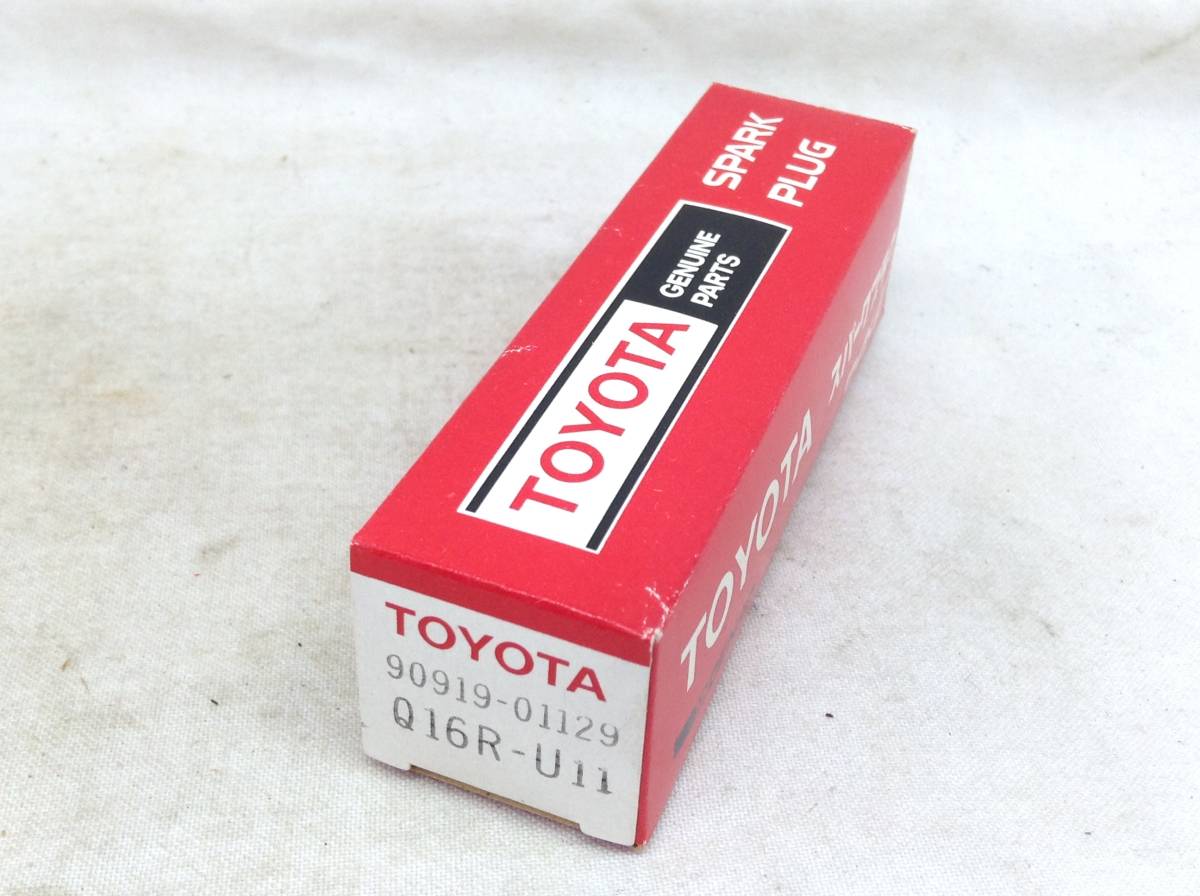 SPARK
PLUG
GENUINE
PARTS
TOYOTA
TOYOTA
90919-01129
Q16R-U11
TOYOTA